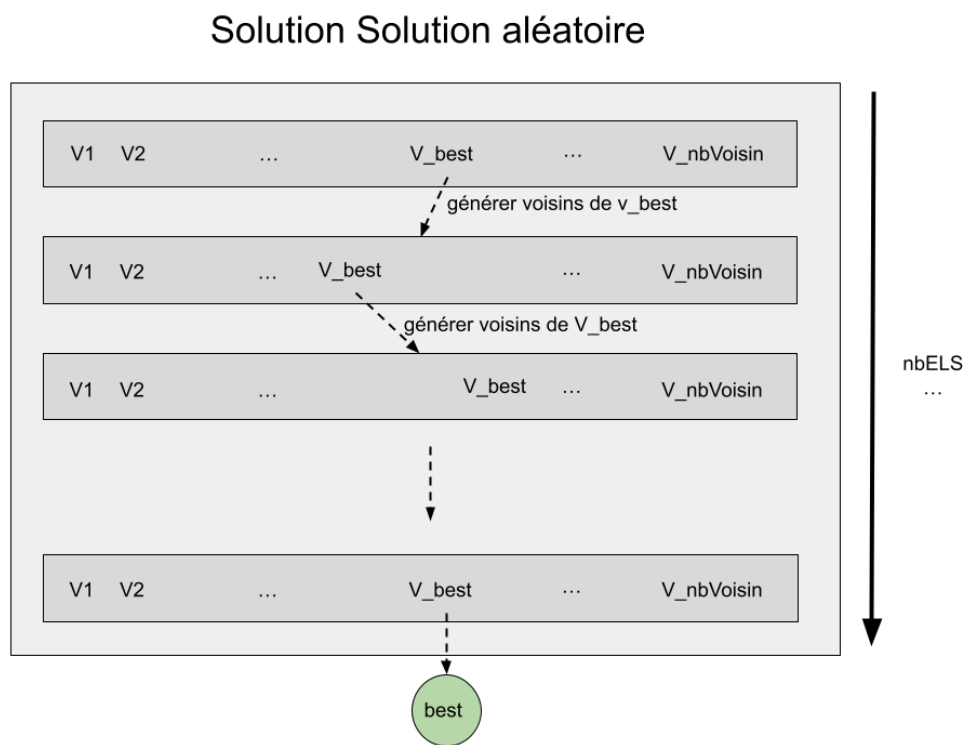 Solution Solution aléatoire
V1 V2 … V_best … V_nbVoisin
générer voisins de v_best
V1 V2 … V_best … V_nbVoisin
générer voisins de V_best
V1 V2 … V_best … V_nbVoisin
nbELS
…
V1 V2 … V_best … V_nbVoisin
best